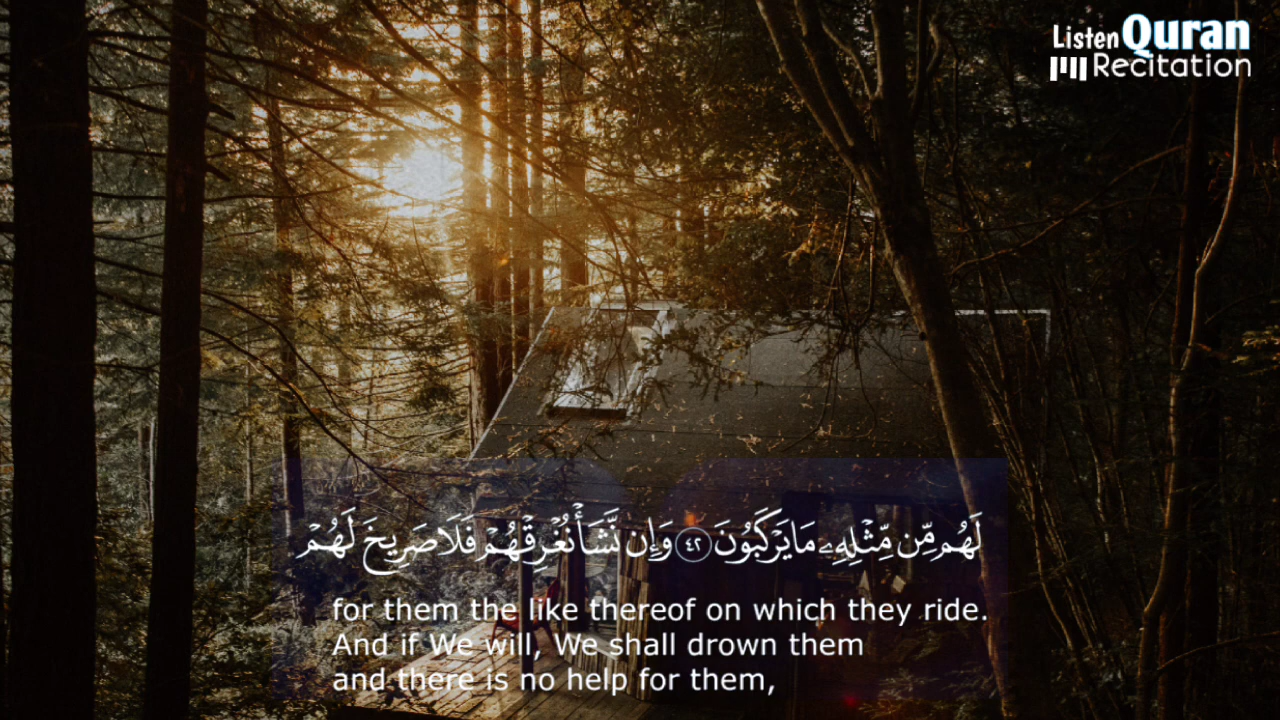 Listen Quran
Recitation
لَهُم مِّن مِّثْلِهِۦ مَا يَرْكَبُونَ ٤٢ وَإِن نَّشَأْ نُغْرِقْهُمْ فَلَا صَرِيخَ لَهُمْ
for them the like thereof on which they ride.
And if We will, We shall drown them
and there is no help for them,